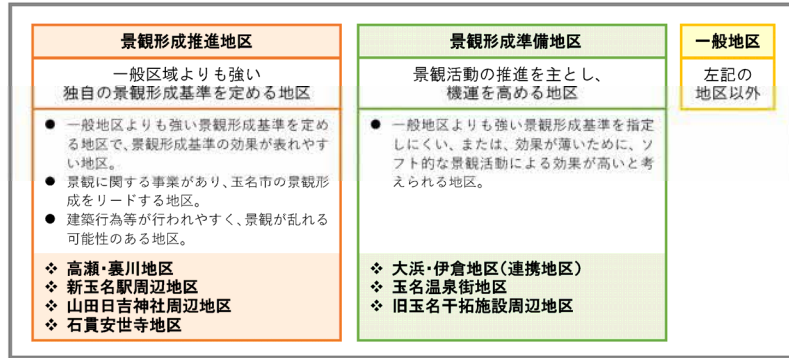 景観形成推進地区
一般区域よりも強い
独自の景観形成基準を定める地区
● 一般地区よりも強い景観形成基準を定め
る地区で、景観形成基準の効果が表れやす
い地区。
● 景観に関する事業があり、玉名市の景観形
成をリードする地区。
● 建築行為等が行われやすく、景観が乱れる
可能性のある地区。
❖ 高瀬・裏川地区
❖ 新玉名駅周辺地区
❖ 山田日吉神社周辺地区
❖ 石貫安世寺地区
景観形成準備地区
景観活動の推進を主とし、
機運を高める地区
● 一般地区よりも強い景観形成基準を指定
しにくい、または、効果が薄いために、ソ
フト的な景観活動による効果が高いと考
えられる地区。
❖ 大浜・伊倉地区(連携地区)
❖ 玉名温泉街地区
❖ 旧玉名干拓施設周辺地区
一般地区
左記の
地区以外